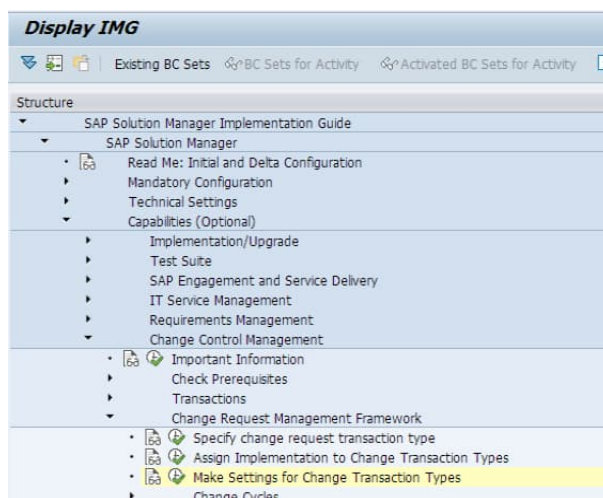 Display IMG
Existing BC Sets BC Sets for Activity Activated BC Sets for Activity
Structure
SAP Solution Manager Implementation Guide
SAP Solution Manager
Read Me: Initial and Delta Configuration
Mandatory Configuration
Technical Settings
Capabilities (Optional)
Implementation/Upgrade
Test Suite
SAP Engagement and Service Delivery
IT Service Management
Requirements Management
Change Control Management
Important Information
Check Prerequisites
Transactions
Change Request Management Framework
Specify change request transaction type
Assign Implementation to Change Transaction Types
Make Settings for Change Transaction Types
Change Cycles